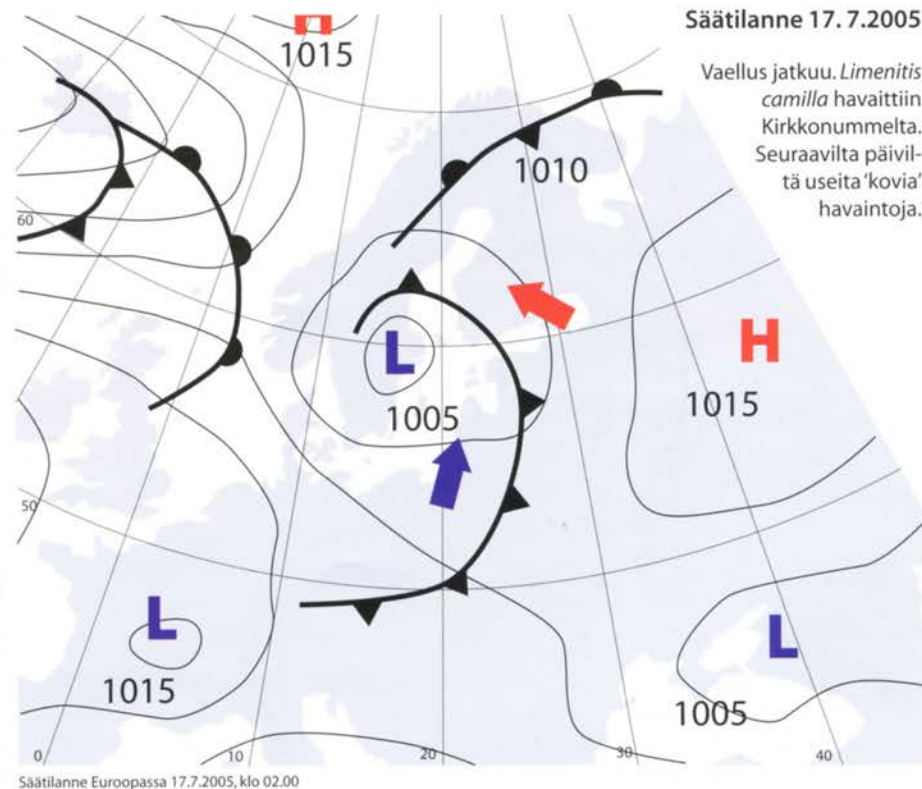 Säätilanne 17.7.2005
Vaellus jatkuu. Limenitis
camilla havaittiin
Kirkkonummelta.
Seuraavilta päivil-
tä useita 'kovia'
havaintoja.
H
1015
1010
60
H
1015
L
1005
50
L
1015
L
1005
0
10
20
30
40
Säätilanne Euroopassa 17.7.2005, klo 02.00